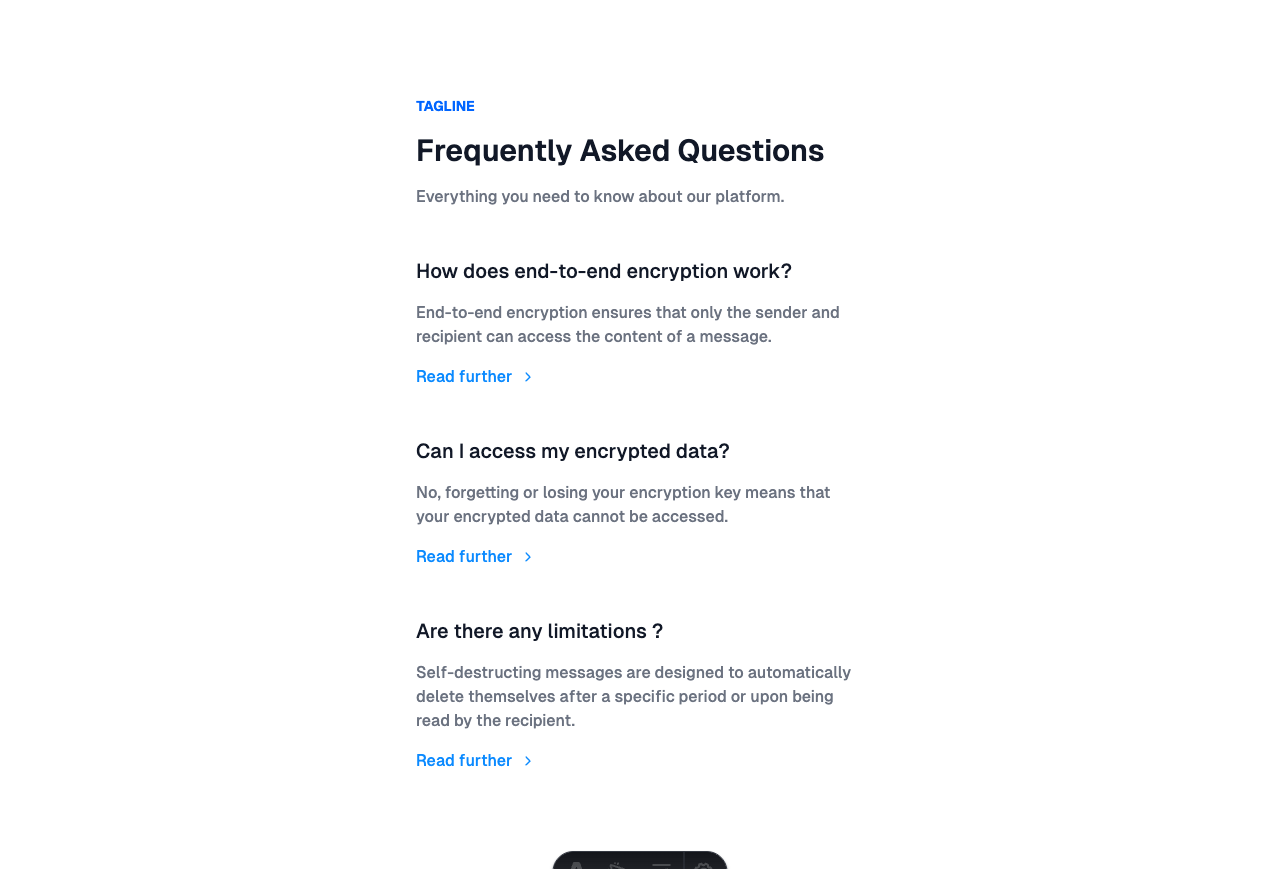 TAGLINE
Frequently Asked Questions
Everything you need to know about our platform.
How does end-to-end encryption work?
End-to-end encryption ensures that only the sender and
recipient can access the content of a message.
Read further
Can I access my encrypted data?
No, forgetting or losing your encryption key means that
your encrypted data cannot be accessed.
Read further
Are there any limitations ?
Self-destructing messages are designed to automatically
delete themselves after a specific period or upon being
read by the recipient.
Read further